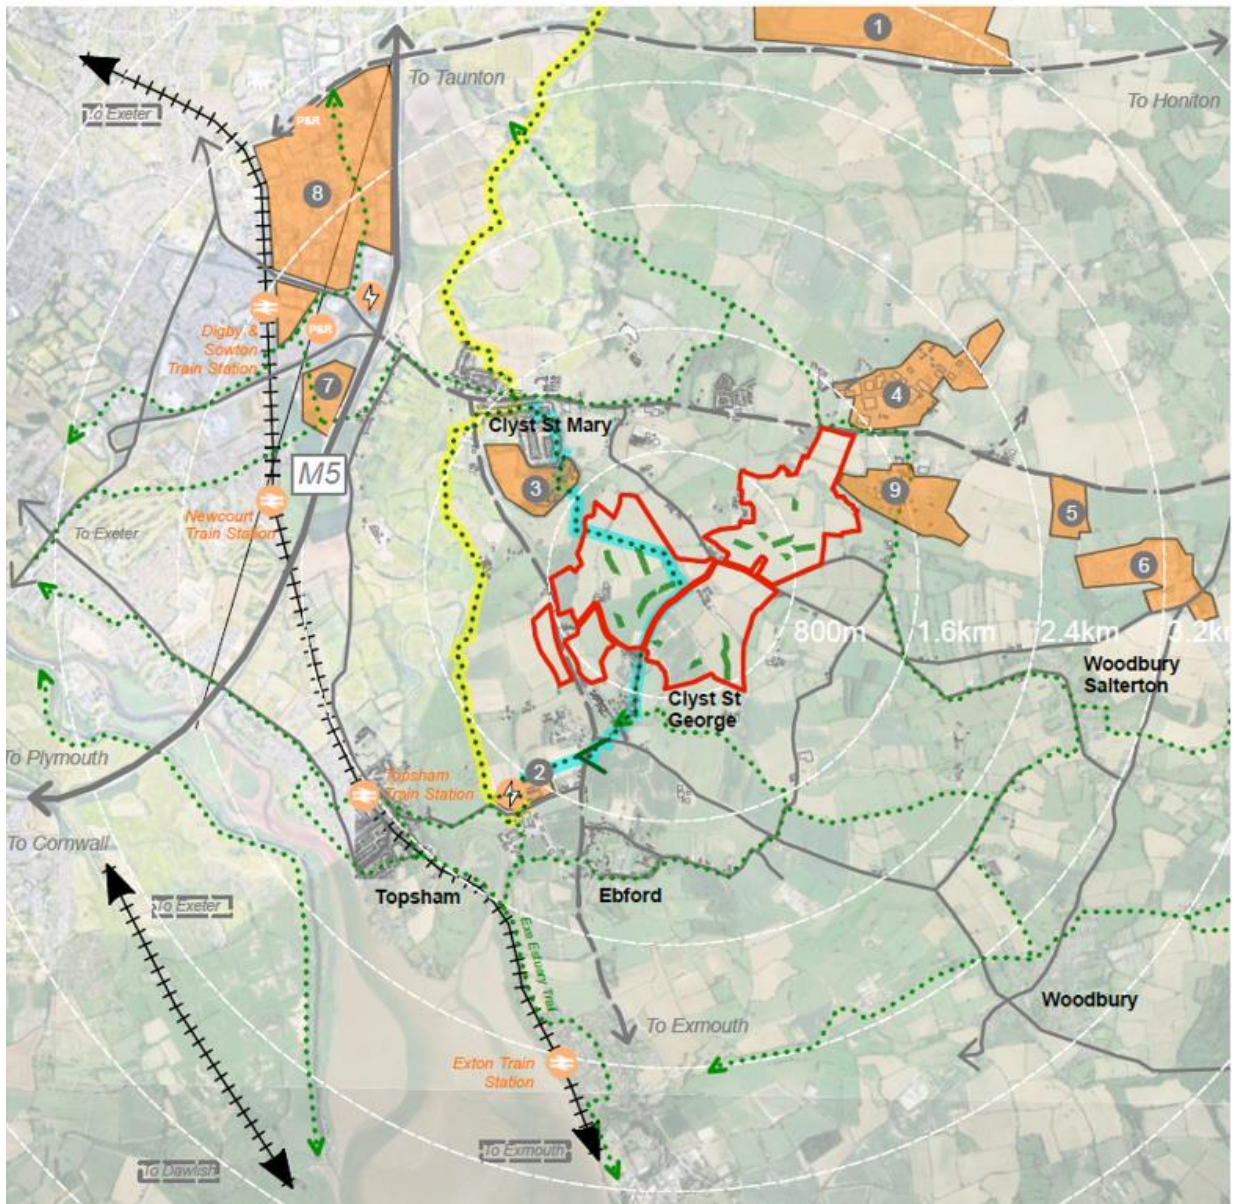 1
To Taunton
To Honiton
To Exeter
P&R
8
Digby &
Sowton
Train Station
P&R
7
4
Clyst St Mary
M5
3
9
5
Newcourt
Train Station
To Exeter
6
800m
1.6km
2.4km
3.2k
Woodbury
Salterton
Clyst St
George
To Plymouth
2
Topsham
Train Station
To Cornwall
Topsham
Ebford
To Exeter
Exe Estuary Trail
Woodbury
To Exmouth
Exton Train
Station
To Exmouth
To Dawlish